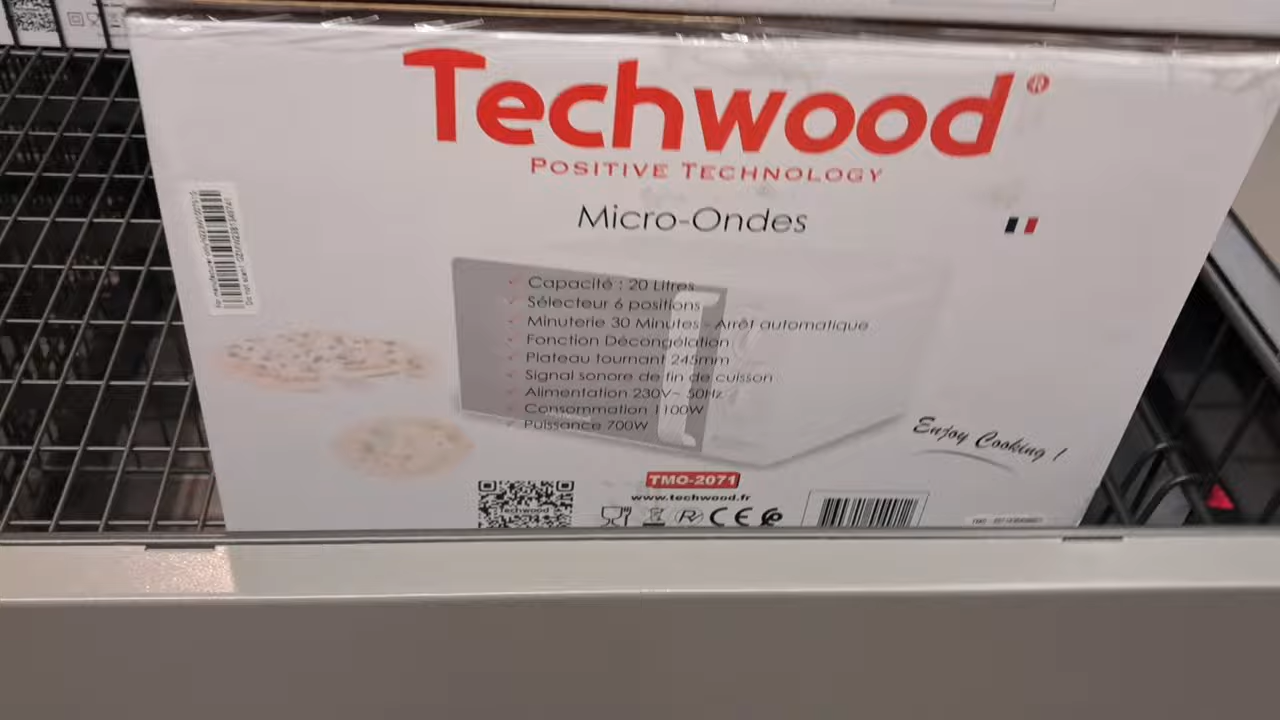 Techwood®
POSITIVE TECHNOLOGY
Micro-Ondes
Capacité : 20 Litres
Sélecteur 6 positions
Minuterie 30 Minutes - Arrêt automatique
Fonction Décongélation
Plateau tournant 245mm
Signal sonore de fin de cuisson
Alimentation 230V~ 50Hz
Consommation 1100W
Puissance 700W
Enjoy Cooking !
TMO-2071
www.techwood.fr
Techwood
CE